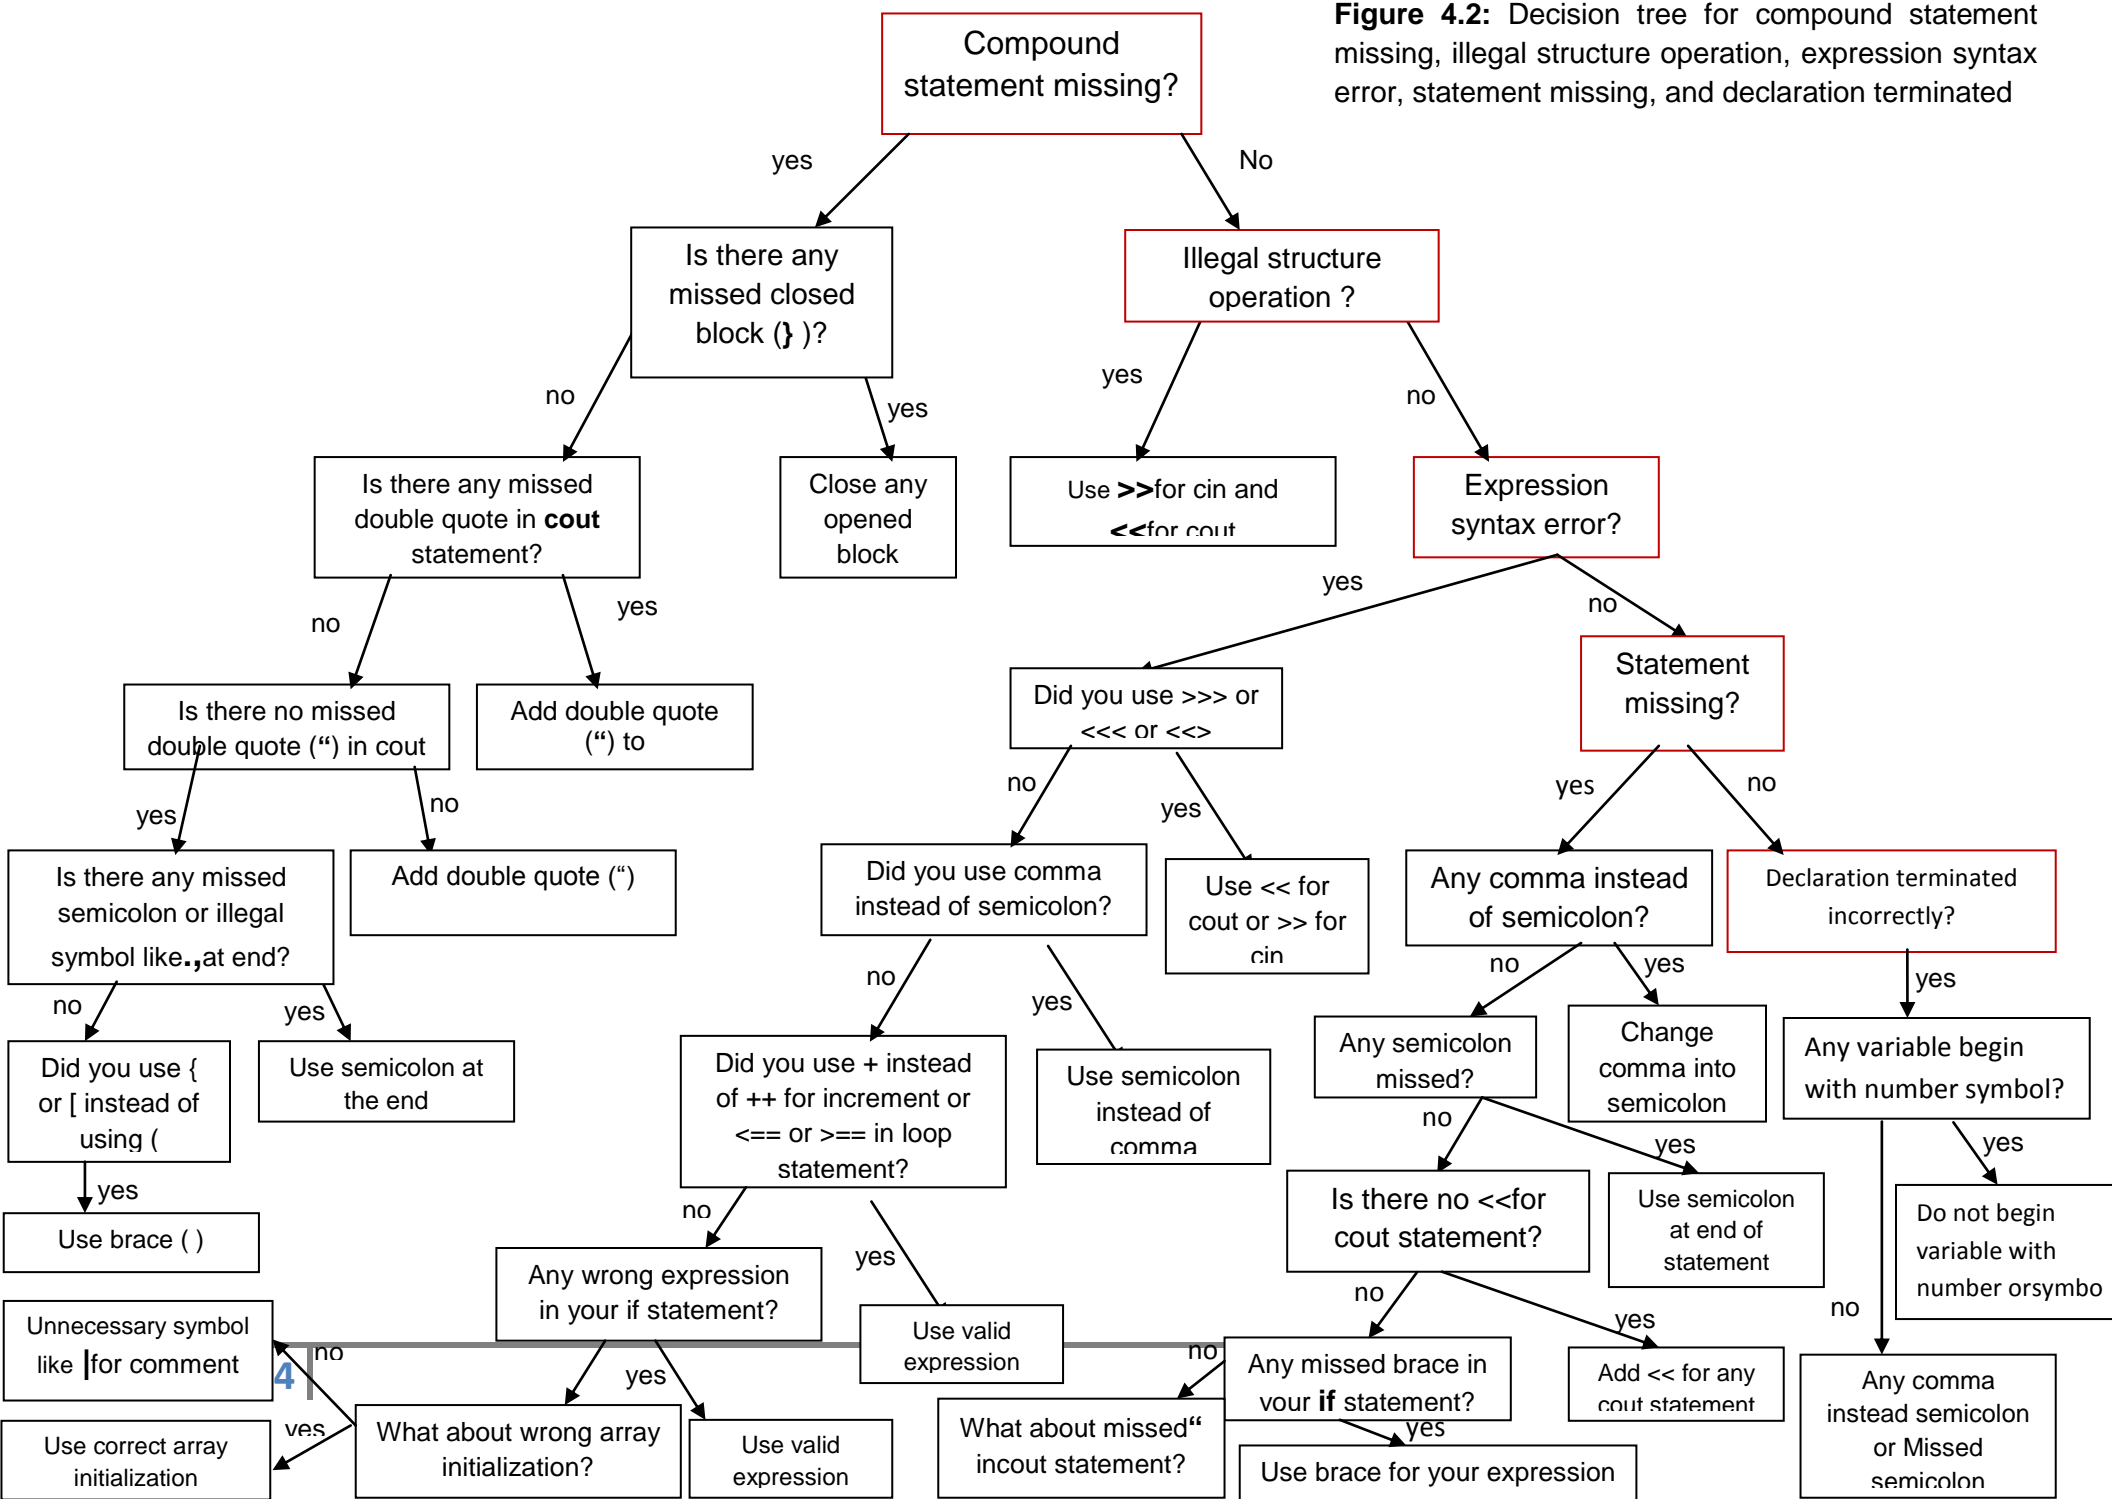 Figure 4.2: Decision tree for compound statement
missing, illegal structure operation, expression syntax
error, statement missing, and declaration terminated
Compound
statement missing?
yes
No
Is there any
missed closed
block (} )?
Illegal structure
operation ?
no
yes
yes
no
Is there any missed
double quote in cout
statement?
Close any
opened
block
Use >>for cin and
<<for cout
Expression
syntax error?
no
yes
yes
no
Is there no missed
double quote (“) in cout
Add double quote
(“) to
Did you use >>> or
<<< or <<>
Statement
missing?
yes
no
no
yes
yes
no
Is there any missed
semicolon or illegal
symbol like.,at end?
Add double quote (“)
Did you use comma
instead of semicolon?
Use << for
cout or >> for
cin
Any comma instead
of semicolon?
Declaration terminated
incorrectly?
no
yes
no
yes
no
yes
yes
Did you use {
or [ instead of
using (
Use semicolon at
the end
Did you use + instead
of ++ for increment or
<== or >== in loop
statement?
Use semicolon
instead of
comma
Any semicolon
missed?
Change
comma into
semicolon
Any variable begin
with number symbol?
yes
no
yes
no
yes
yes
Use brace ( )
Any wrong expression
in your if statement?
Use valid
expression
Is there no <<for
cout statement?
Use semicolon
at end of
statement
Do not begin
variable with
number orsymbo
no
no
yes
Unnecessary symbol
like |for comment
no
4
yes
no
Any missed brace in
your if statement?
Add << for any
cout statement
Any comma
instead semicolon
or Missed
semicolon
Use correct array
initialization
yes
What about wrong array
initialization?
Use valid
expression
What about missed“
incout statement?
yes
Use brace for your expression